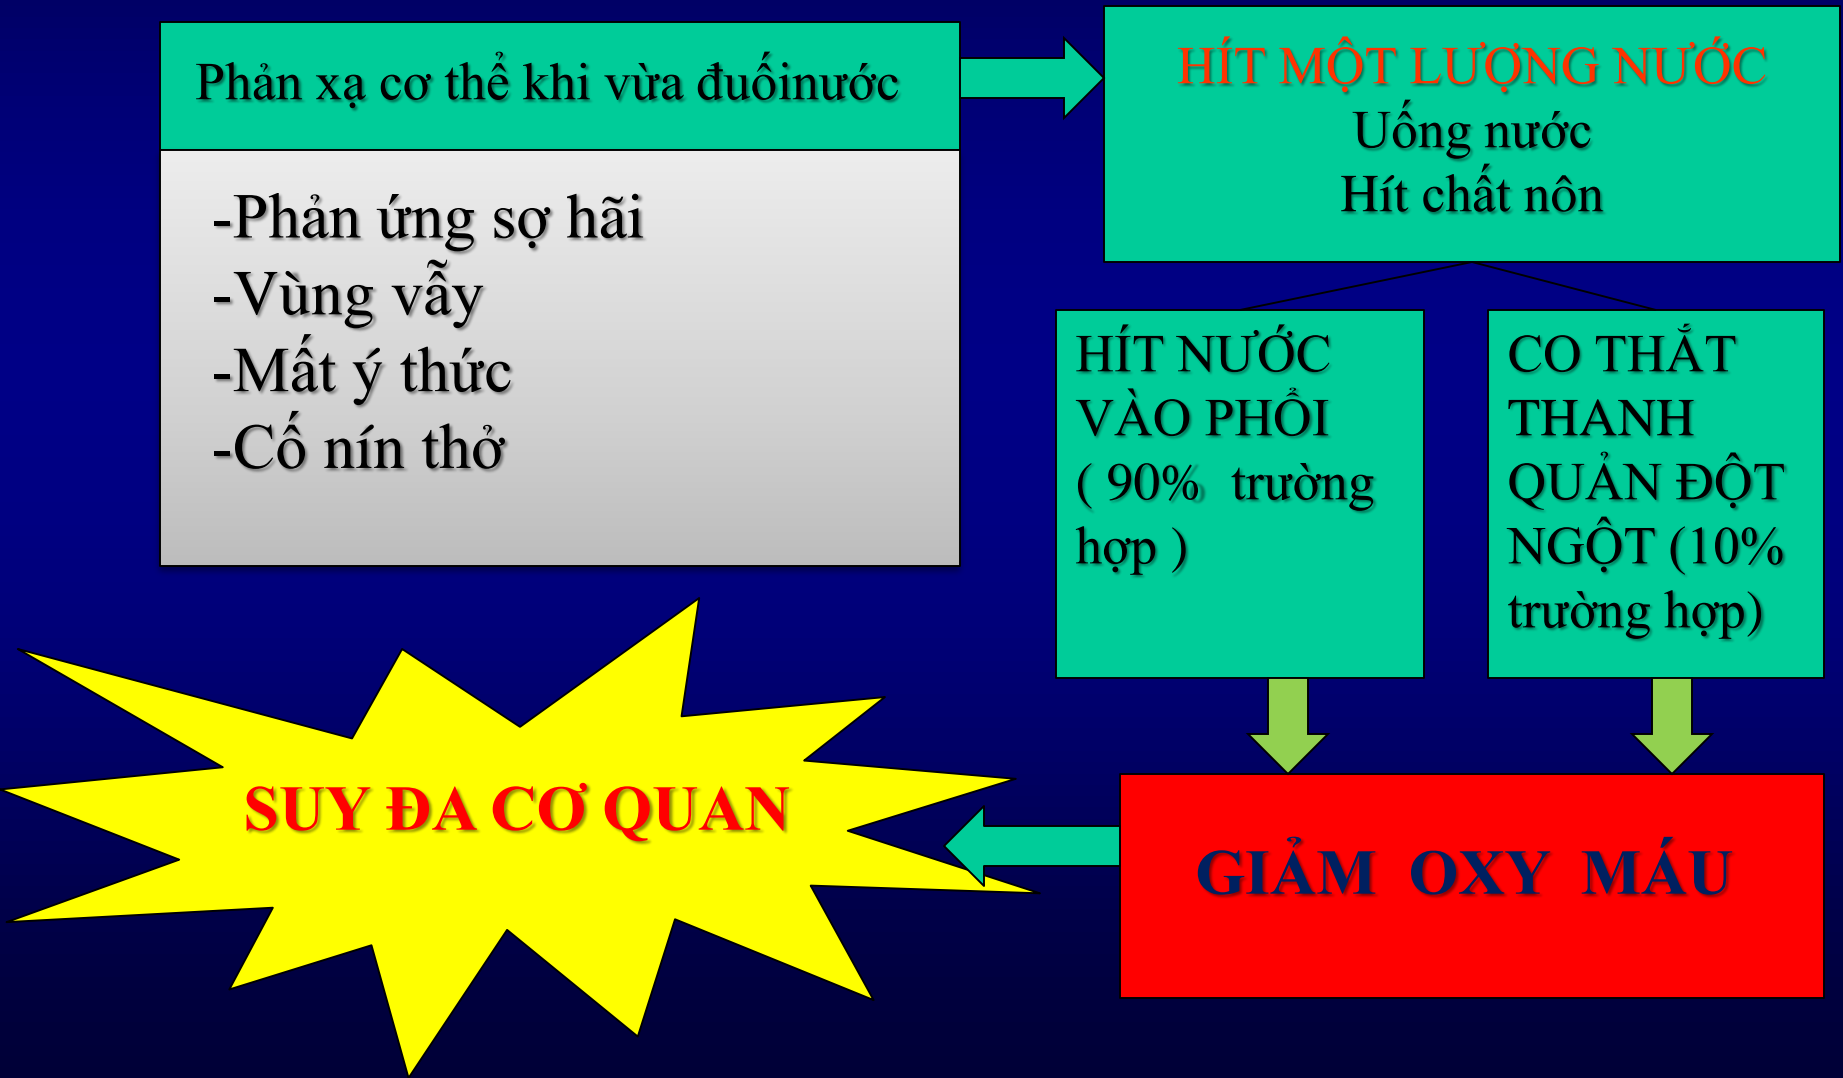 Phản xạ cơ thể khi vừa đuốinước
-Phản ứng sợ hãi
-Vùng vẫy
-Mất ý thức
-Cố nín thở
HÍT MỘT LƯỢNG NƯỚC
Uống nước
Hít chất nôn
HÍT NƯỚC
VÀO PHỔI
( 90% trường
hợp )
CO THẮT
THANH
QUẢN ĐỘT
NGỘT (10%
trường hợp)
GIẢM OXY MÁU
SUY ĐA CƠ QUAN